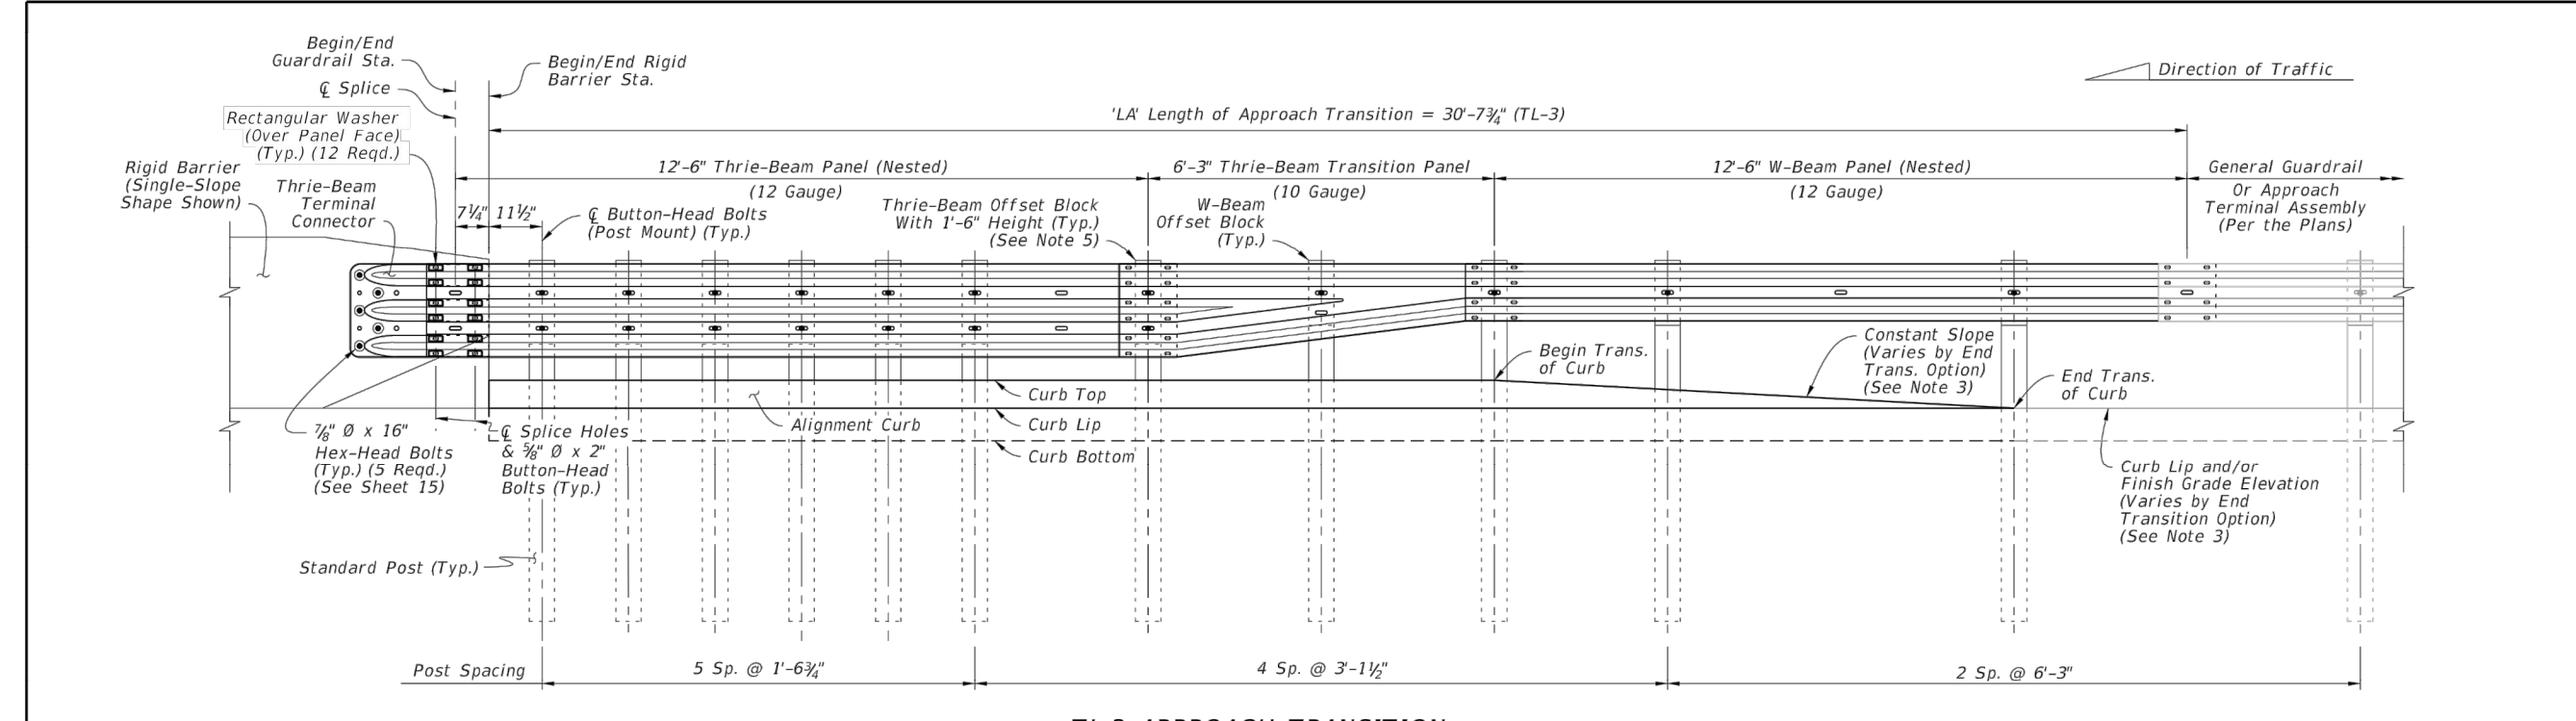 Begin/End
Guardrail Sta.
℄ Splice
Rectangular Washer
(Over Panel Face)
(Typ.) (12 Reqd.)
Rigid Barrier
(Single-Slope
Shape Shown)
Thrie-Beam
Terminal
Connector
Begin/End Rigid
Barrier Sta.
Direction of Traffic
'LA' Length of Approach Transition = 30'-7¾" (TL-3)
12'-6" Thrie-Beam Panel (Nested)
(12 Gauge)
6'-3" Thrie-Beam Transition Panel
(10 Gauge)
12'-6" W-Beam Panel (Nested)
(12 Gauge)
General Guardrail
Or Approach
Terminal Assembly
(Per the Plans)
7¼" 11½"
℄ Button-Head Bolts
(Post Mount) (Typ.)
Thrie-Beam Offset Block
With 1'-6" Height (Typ.)
(See Note 5)
W-Beam
Offset Block
(Typ.)
Begin Trans.
of Curb
Constant Slope
(Varies by End
Trans. Option)
(See Note 3)
End Trans.
of Curb
Curb Top
Alignment Curb
Curb Lip
Curb Bottom
⅞" Ø x 16"
Hex-Head Bolts
(Typ.) (5 Reqd.)
(See Sheet 15)
℄ Splice Holes
& ⅝" Ø x 2"
Button-Head
Bolts (Typ.)
Curb Lip and/or
Finish Grade Elevation
(Varies by End
Transition Option)
(See Note 3)
Standard Post (Typ.)
Post Spacing
5 Sp. @ 1'-6¾"
4 Sp. @ 3'-1½"
2 Sp. @ 6'-3"
TL-3 APPROACH TRANSITION